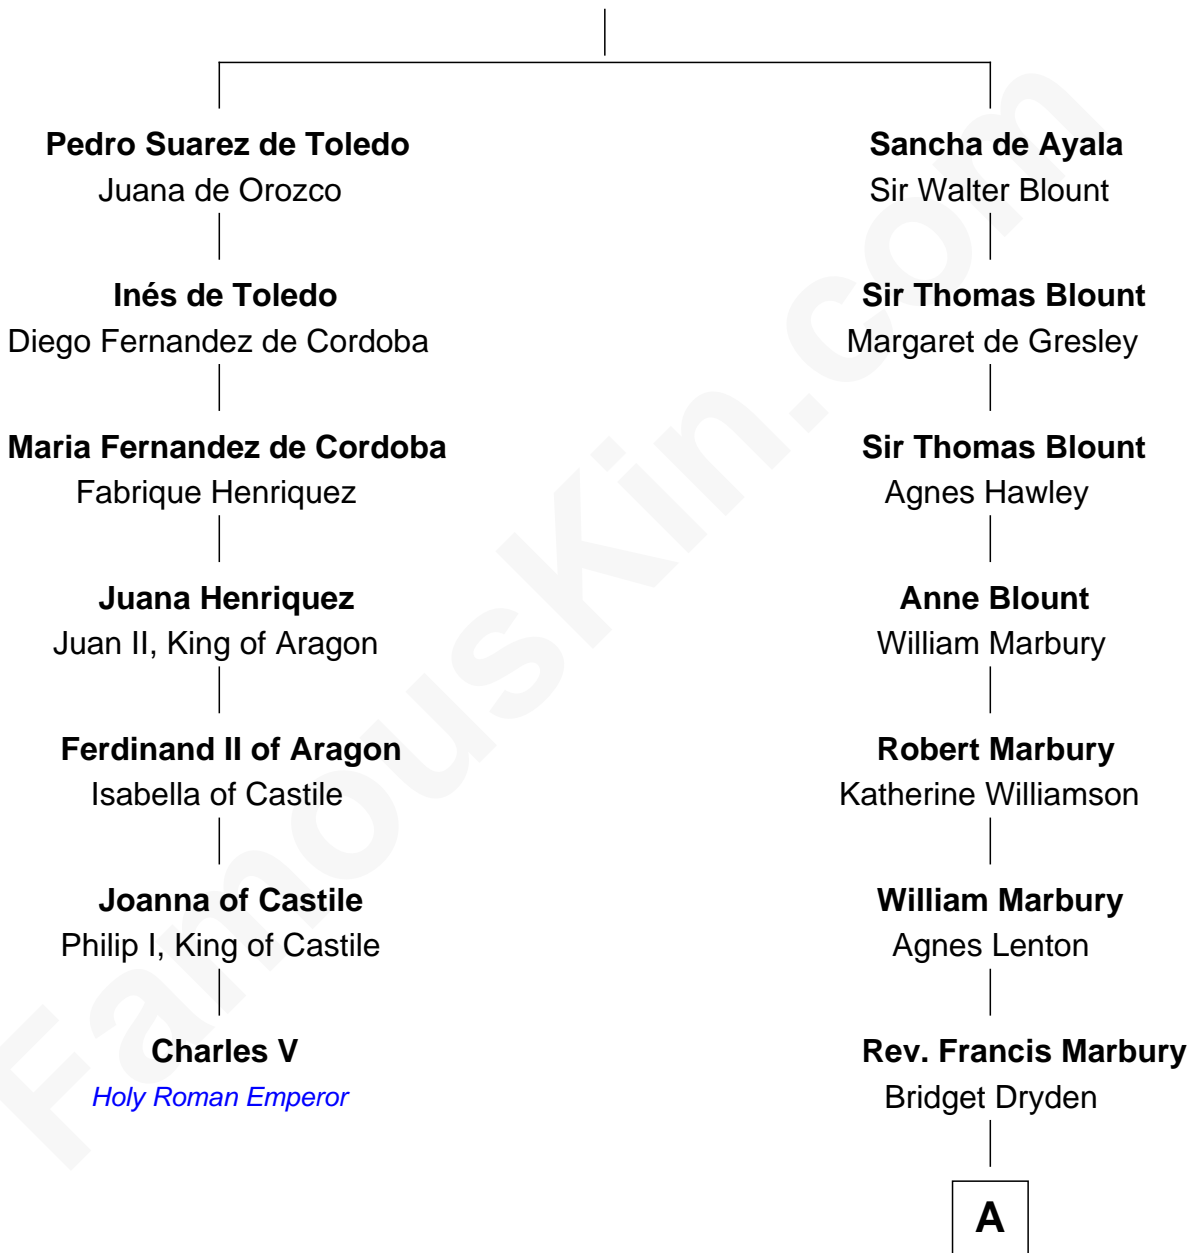 Pedro Suarez de Toledo
Juana de Orozco
Inés de Toledo
Diego Fernandez de Cordoba
Maria Fernandez de Cordoba
Fabrique Henriquez
Juana Henriquez
Juan II, King of Aragon
Ferdinand II of Aragon
Isabella of Castile
Joanna of Castile
Philip I, King of Castile
Charles V
Holy Roman Emperor
Sancha de Ayala
Sir Walter Blount
Sir Thomas Blount
Margaret de Gresley
Sir Thomas Blount
Agnes Hawley
Anne Blount
William Marbury
Robert Marbury
Katherine Williamson
William Marbury
Agnes Lenton
Rev. Francis Marbury
Bridget Dryden
A
FamousKin.com